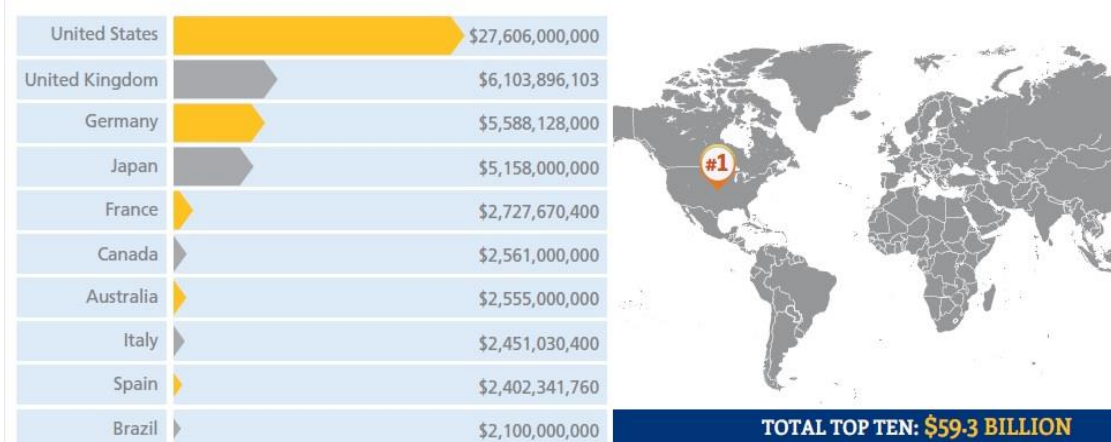 United States $27,606,000,000
United Kingdom $6,103,896,103
Germany $5,588,128,000
Japan $5,158,000,000
France $2,727,670,400
Canada $2,561,000,000
Australia $2,555,000,000
Italy $2,451,030,400
Spain $2,402,341,760
Brazil $2,100,000,000
#1
TOTAL TOP TEN: $59.3 BILLION